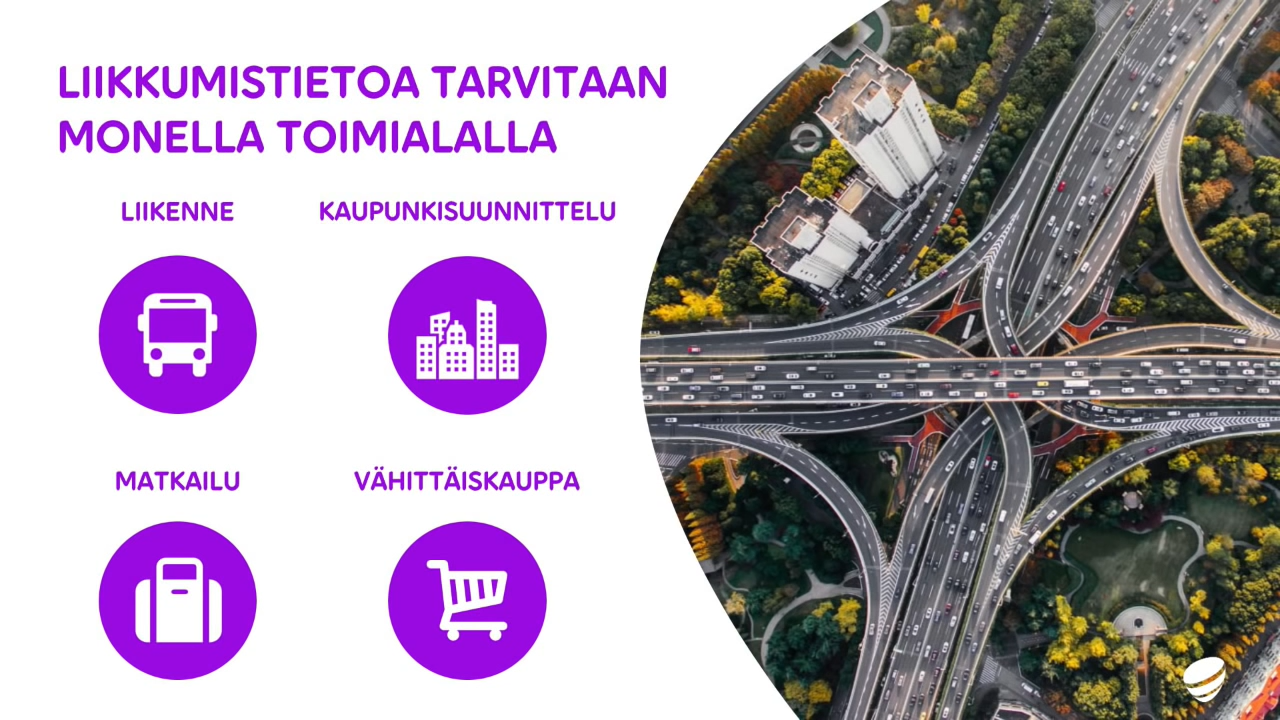 LIIKKUMISTIETOA TARVITAAN
MONELLA TOIMIALALLA
LIIKENNE
KAUPUNKISUUNNITTELU
MATKAILU
VÄHITTÄISKAUPPA